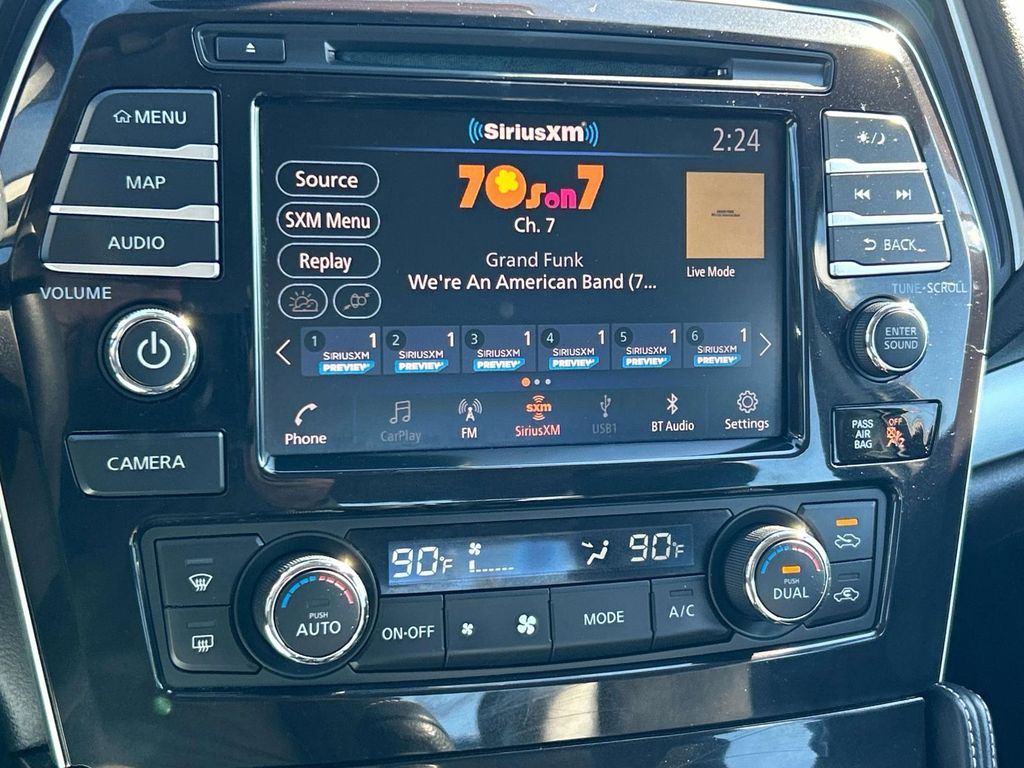 MENU
MAP
AUDIO
VOLUME
CAMERA
SiriusXM
2:24
Source
SXM Menu
Replay
70s on 7
Ch. 7
Grand Funk
We're An American Band (7...
Live Mode
1 1 2 1 3 1 4 1 5 1 6 1
SIRIUSXM SIRIUSXM SIRIUSXM SIRIUSXM SIRIUSXM SIRIUSXM
PREVIEW PREVIEW PREVIEW PREVIEW PREVIEW PREVIEW
sxm
Phone CarPlay FM SiriusXM USB1 BT Audio Settings
BACK
TUNE·SCROLL
ENTER
SOUND
PASS
AIR
BAG
OFF
2
90°F
90°F
PUSH
AUTO
ON·OFF
MODE
A/C
PUSH
DUAL